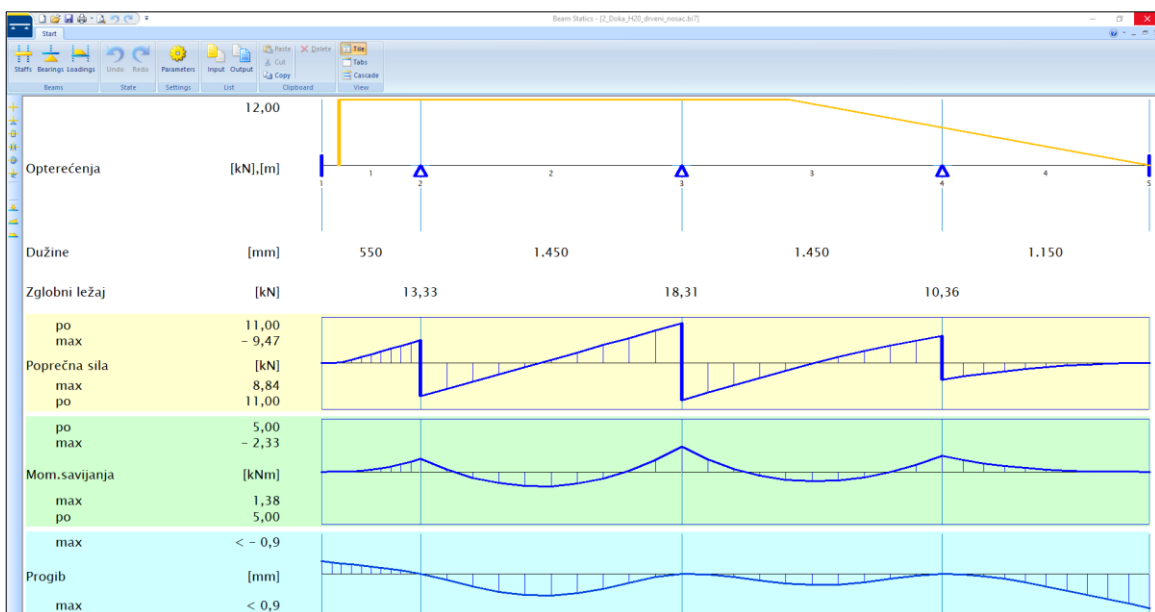 Beam Statics - [2_Doka_H20_drveni_nosac.bi7]
Start
Staffs Bearings Loadings Undo Redo Parameters Input Output Paste Cut Copy Delete Tile Tabs Cascade
Beams State Settings List Clipboard View
12,00
Opterećenja [kN],[m]
1 2 3 4
1 2 3 4 5
Dužine [mm] 550 1.450 1.450 1.150
Zglobni ležaj [kN] 13,33 18,31 10,36
po 11,00
max - 9,47
Poprečna sila [kN]
max 8,84
po 11,00
po 5,00
max - 2,33
Mom.savijanja [kNm]
max 1,38
po 5,00
max < - 0,9
Progib [mm]
max < 0,9